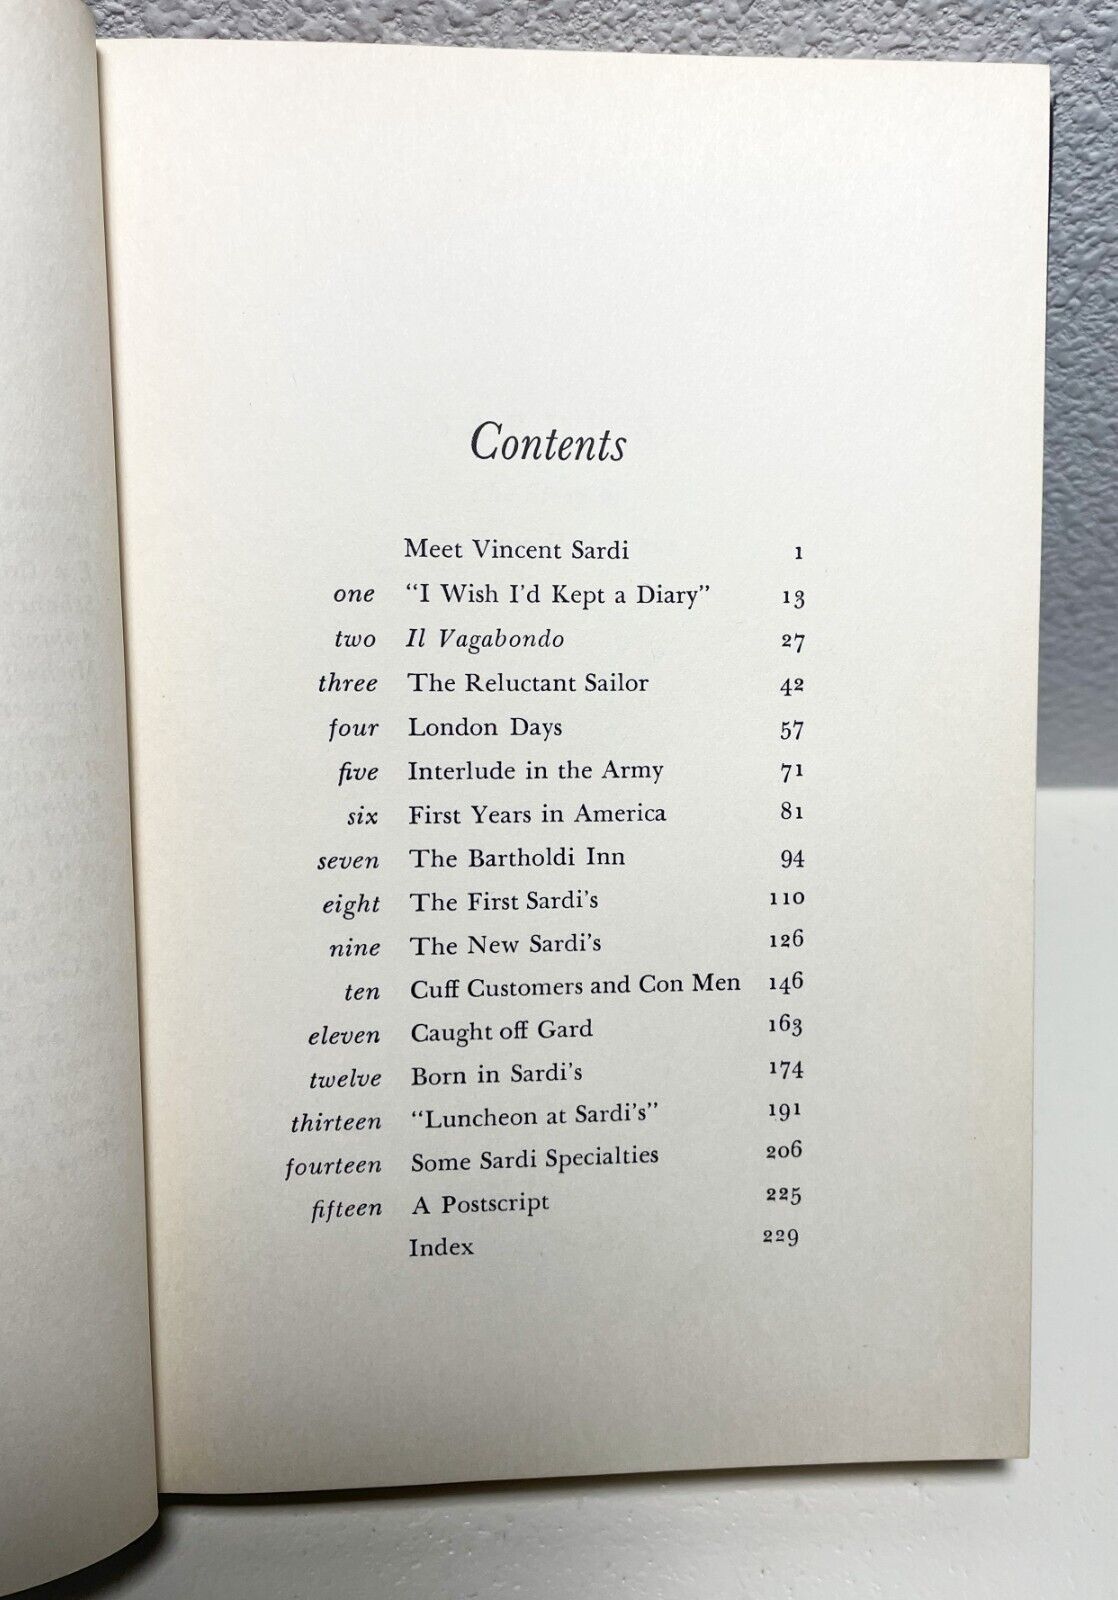 Contents
Meet Vincent Sardi 1
one "I Wish I'd Kept a Diary" 13
two Il Vagabondo 27
three The Reluctant Sailor 42
four London Days 57
five Interlude in the Army 71
six First Years in America 81
seven The Bartholdi Inn 94
eight The First Sardi's 110
nine The New Sardi's 126
ten Cuff Customers and Con Men 146
eleven Caught off Gard 163
twelve Born in Sardi's 174
thirteen "Luncheon at Sardi's" 191
fourteen Some Sardi Specialties 206
fifteen A Postscript 225
Index 229